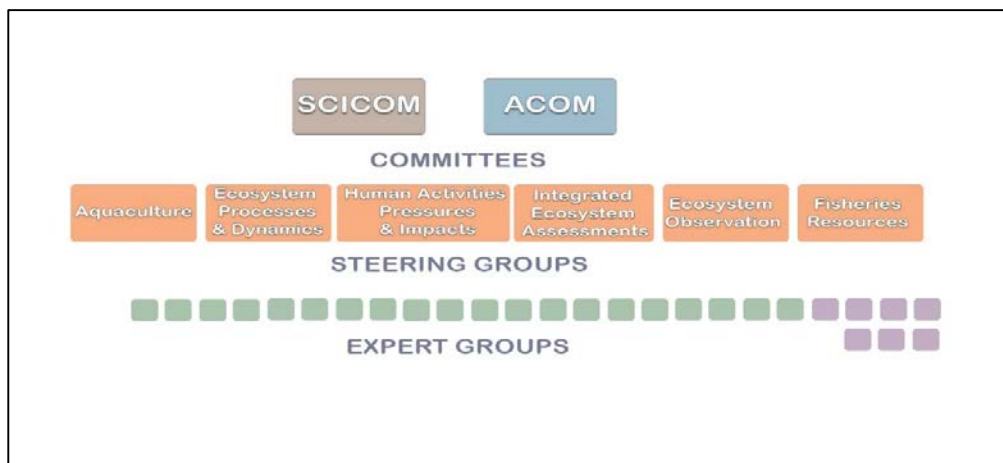 SCICOM
ACOM
COMMITTEES
Aquaculture
Ecosystem
Processes
& Dynamics
Human Activities
Pressures
& Impacts
Integrated
Ecosystem
Assessments
Ecosystem
Observation
Fisheries
Resources
STEERING GROUPS
EXPERT GROUPS